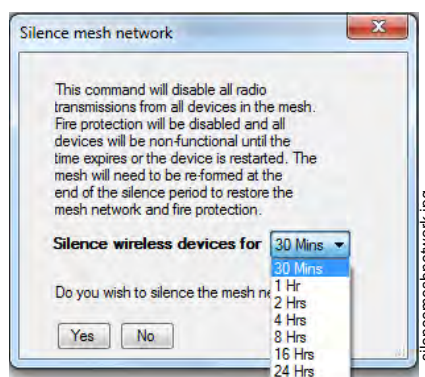 Silence mesh network
x
This command will disable all radio
transmissions from all devices in the mesh.
Fire protection will be disabled and all
devices will be non-functional until the
time expires or the device is restarted. The
mesh will need to be re-formed at the
end of the silence period to restore the
mesh network and fire protection.
Silence wireless devices for 30 Mins
30 Mins
1 Hr
2 Hrs
4 Hrs
8 Hrs
16 Hrs
24 Hrs
Do you wish to silence the mesh ne
Yes No
silencemeshnetwork.jpg